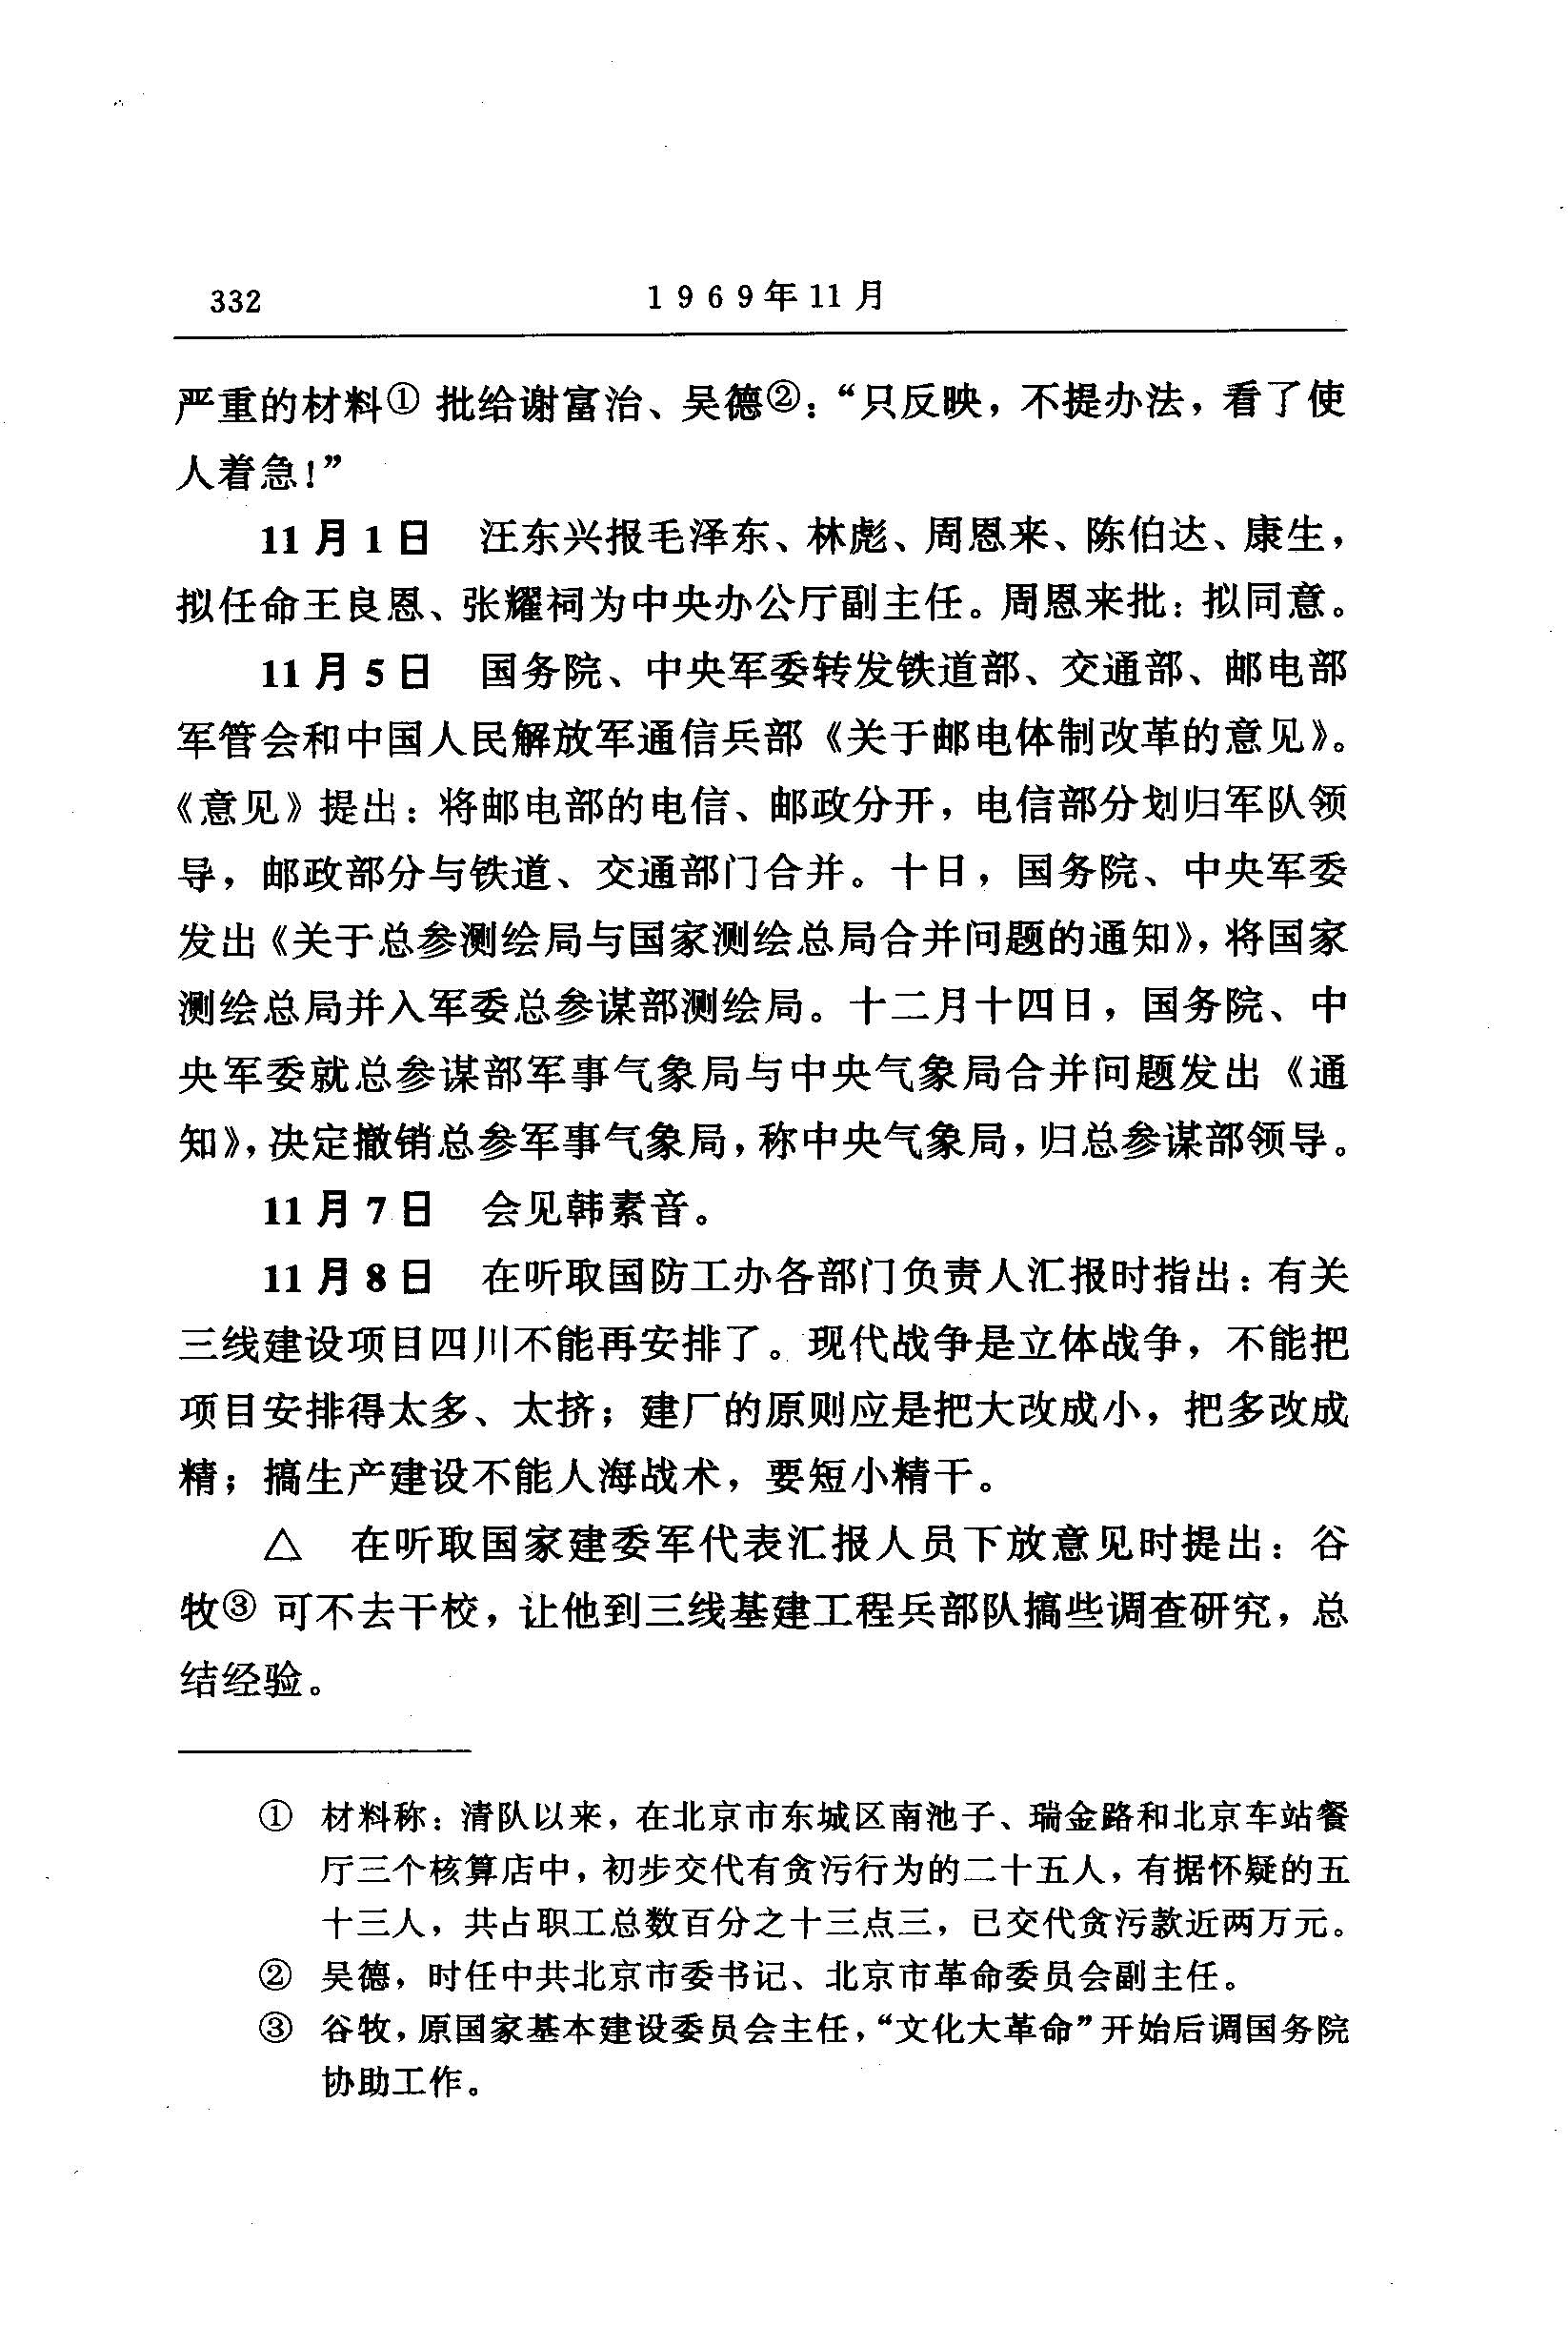 332
1969年11月
严重的材料① 批给谢富治、吴德②：“只反映，不提办法，看了使
人着急！”
11月1日　汪东兴报毛泽东、林彪、周恩来、陈伯达、康生，
拟任命王良恩、张耀祠为中央办公厅副主任。周恩来批：拟同意。
11月5日　国务院、中央军委转发铁道部、交通部、邮电部
军管会和中国人民解放军通信兵部《关于邮电体制改革的意见》。
《意见》提出：将邮电部的电信、邮政分开，电信部分划归军队领
导，邮政部分与铁道、交通部门合并。十日，国务院、中央军委
发出《关于总参测绘局与国家测绘总局合并问题的通知》，将国家
测绘总局并入军委总参谋部测绘局。十二月十四日，国务院、中
央军委就总参谋部军事气象局与中央气象局合并问题发出《通
知》，决定撤销总参军事气象局，称中央气象局，归总参谋部领导。
11月7日　会见韩素音。
11月8日　在听取国防工办各部门负责人汇报时指出：有关
三线建设项目四川不能再安排了。现代战争是立体战争，不能把
项目安排得太多、太挤；建厂的原则应是把大改成小，把多改成
精；搞生产建设不能人海战术，要短小精干。
△　在听取国家建委军代表汇报人员下放意见时提出：谷
牧③ 可不去干校，让他到三线基建工程兵部队搞些调查研究，总
结经验。
① 材料称：清队以来，在北京市东城区南池子、瑞金路和北京车站餐
厅三个核算店中，初步交代有贪污行为的二十五人，有据怀疑的五
十三人，共占职工总数百分之十三点三，已交代贪污款近两万元。
② 吴德，时任中共北京市委书记、北京市革命委员会副主任。
③ 谷牧，原国家基本建设委员会主任，“文化大革命”开始后调国务院
协助工作。